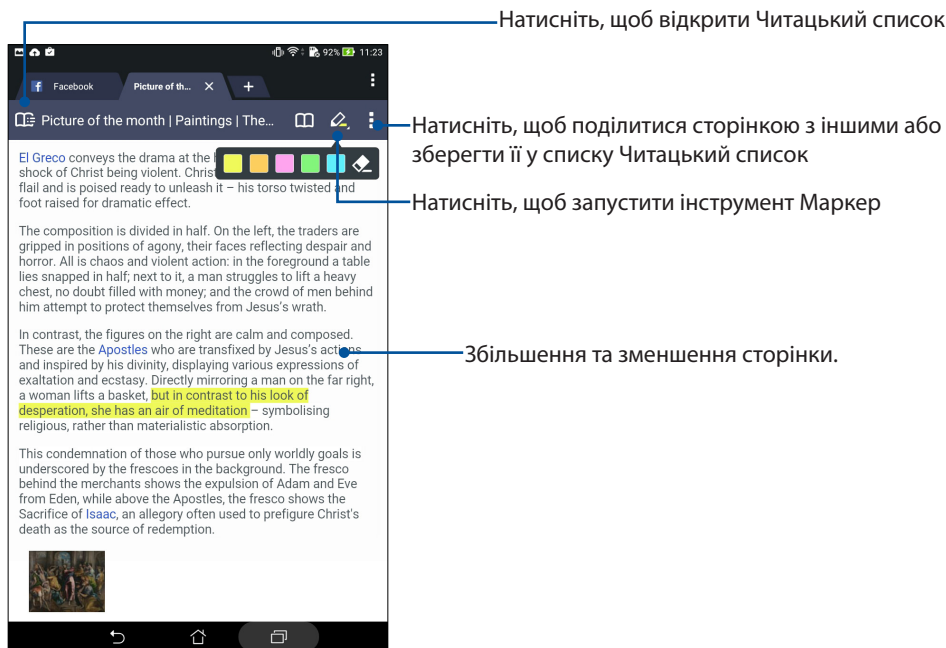 Натисніть, щоб відкрити Читацький список
92% 11:23
Facebook
Picture of th... X +
Picture of the month | Paintings | The...
Натисніть, щоб поділитися сторінкою з іншими або
зберегти її у списку Читацький список
Натисніть, щоб запустити інструмент Маркер
El Greco conveys the drama at the
shock of Christ being violent. Christ
flail and is poised ready to unleash it – his torso twisted and
foot raised for dramatic effect.
The composition is divided in half. On the left, the traders are
gripped in positions of agony, their faces reflecting despair and
horror. All is chaos and violent action: in the foreground a table
lies snapped in half; next to it, a man struggles to lift a heavy
chest, no doubt filled with money; and the crowd of men behind
him attempt to protect themselves from Jesus's wrath.
In contrast, the figures on the right are calm and composed.
These are the Apostles who are transfixed by Jesus's actions
and inspired by his divinity, displaying various expressions of
exaltation and ecstasy. Directly mirroring a man on the far right,
a woman lifts a basket, but in contrast to his look of
desperation, she has an air of meditation – symbolising
religious, rather than materialistic absorption.
Збільшення та зменшення сторінки.
This condemnation of those who pursue only worldly goals is
underscored by the frescoes in the background. The fresco
behind the merchants shows the expulsion of Adam and Eve
from Eden, while above the Apostles, the fresco shows the
Sacrifice of Isaac, an allegory often used to prefigure Christ's
death as the source of redemption.